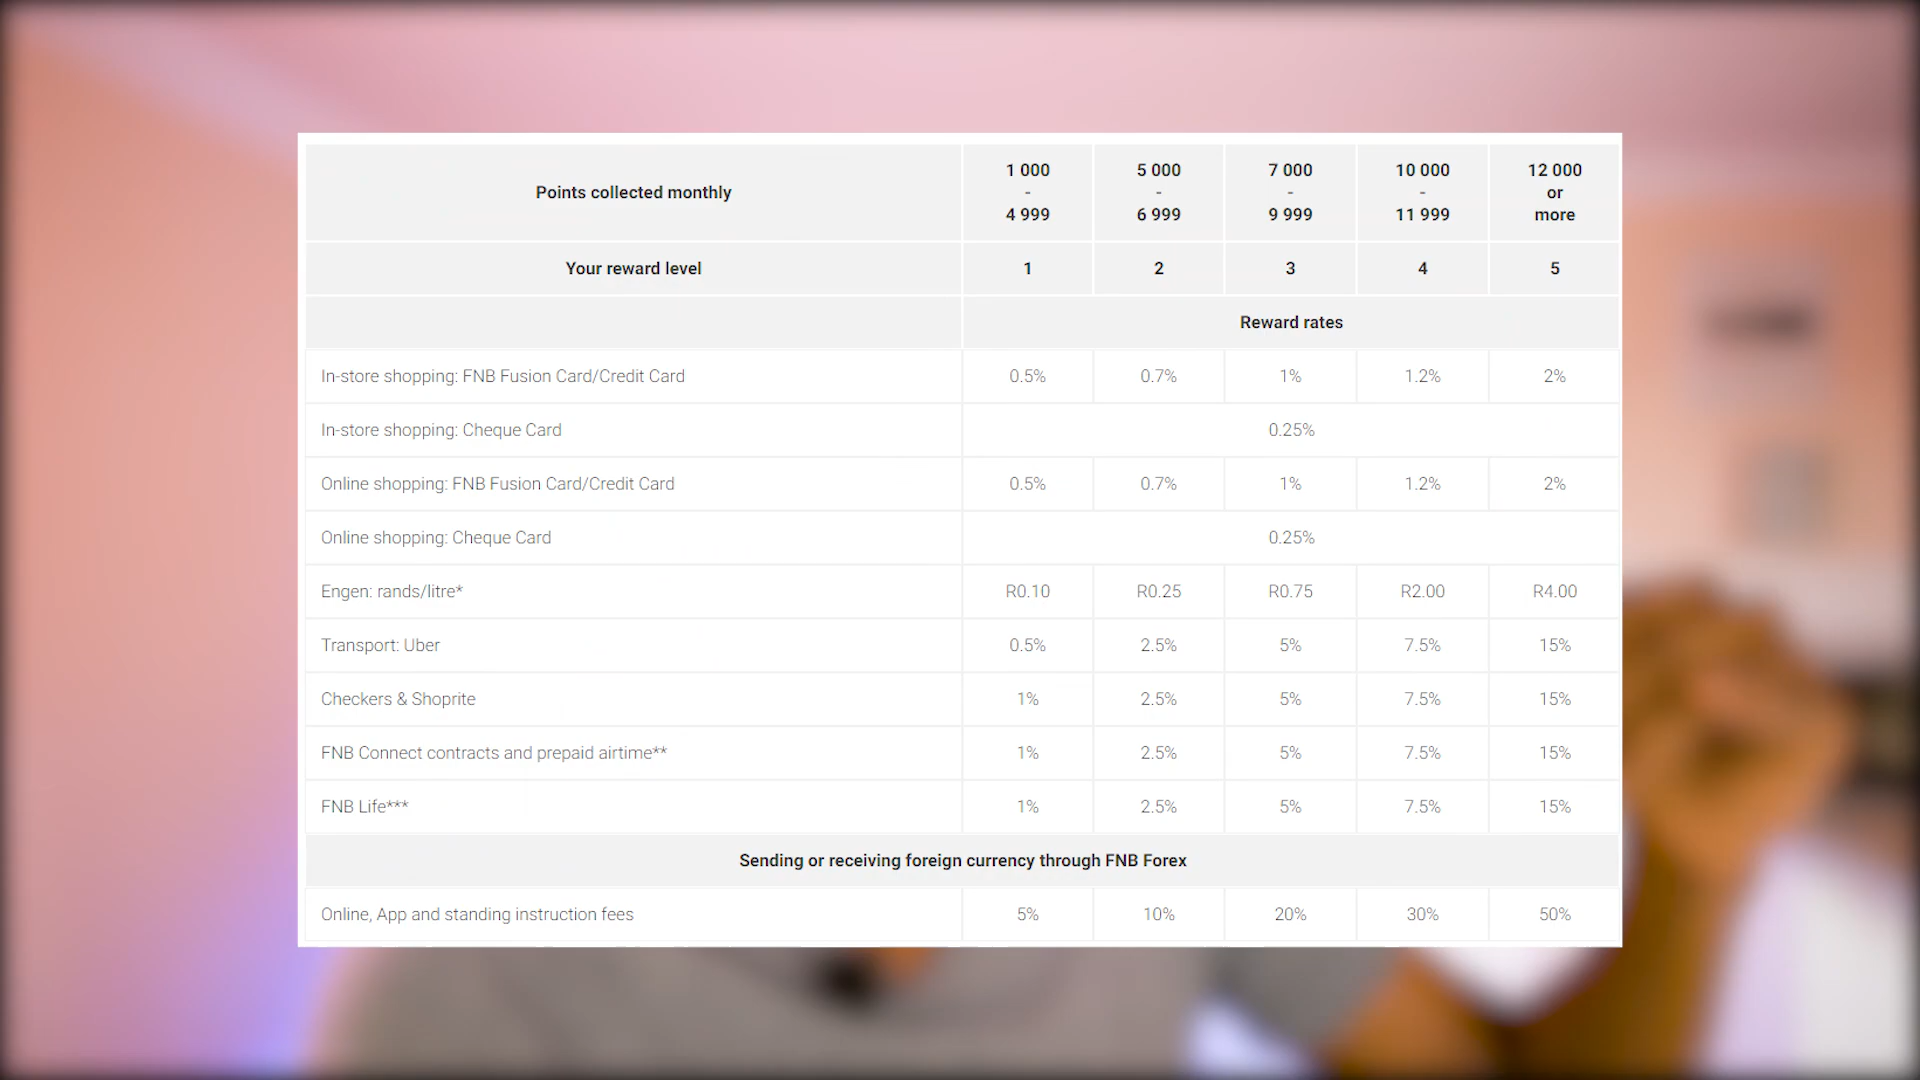 Points collected monthly
1 000 - 4 999
5 000 - 6 999
7 000 - 9 999
10 000 - 11 999
12 000 or more
Your reward level 1 2 3 4 5
Reward rates
In-store shopping: FNB Fusion Card/Credit Card 0.5% 0.7% 1% 1.2% 2%
In-store shopping: Cheque Card 0.25%
Online shopping: FNB Fusion Card/Credit Card 0.5% 0.7% 1% 1.2% 2%
Online shopping: Cheque Card 0.25%
Engen: rands/litre* R0.10 R0.25 R0.75 R2.00 R4.00
Transport: Uber 0.5% 2.5% 5% 7.5% 15%
Checkers & Shoprite 1% 2.5% 5% 7.5% 15%
FNB Connect contracts and prepaid airtime** 1% 2.5% 5% 7.5% 15%
FNB Life*** 1% 2.5% 5% 7.5% 15%
Sending or receiving foreign currency through FNB Forex
Online, App and standing instruction fees 5% 10% 20% 30% 50%